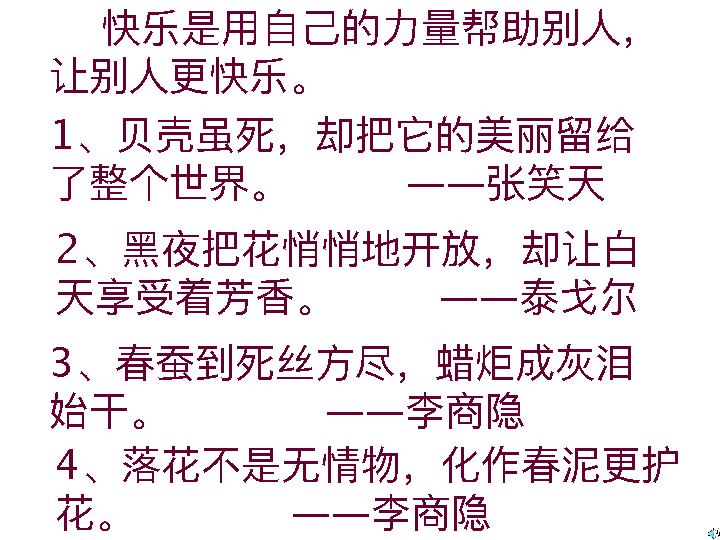 快乐是用自己的力量帮助别人，
让别人更快乐。
1、贝壳虽死，却把它的美丽留给
了整个世界。 ——张笑天
2、黑夜把花悄悄地开放，却让白
天享受着芳香。 ——泰戈尔
3、春蚕到死丝方尽，蜡炬成灰泪
始干。 ——李商隐
4、落花不是无情物，化作春泥更护
花。 ——李商隐